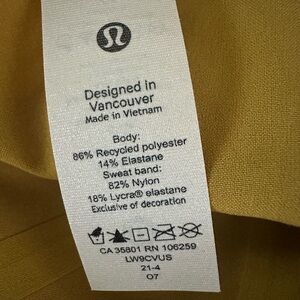 Designed in
Vancouver
Made in Vietnam
Body:
86% Recycled polyester
14% Elastane
Sweat band:
82% Nylon
18% Lycra® elastane
Exclusive of decoration
CA 35801 RN 106259
LW9CVUS
21-4
07